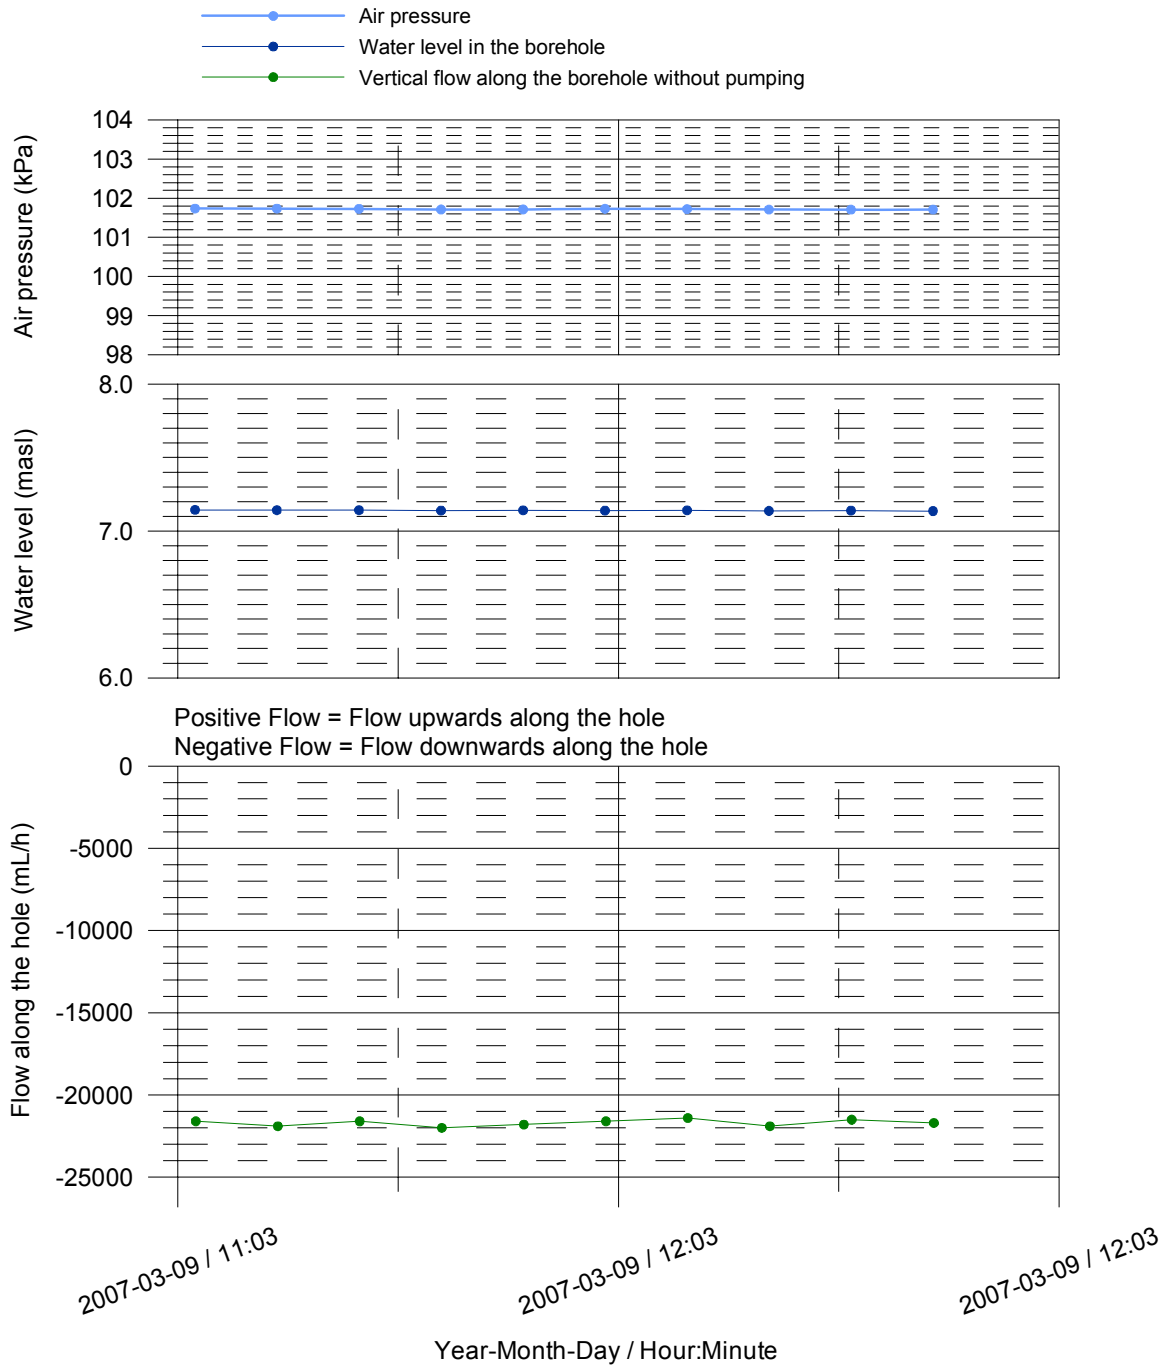 Air pressure
Water level in the borehole
Vertical flow along the borehole without pumping
Air pressure (kPa)
104
103
102
101
100
99
98
Water level (masl)
8.0
7.0
6.0
Positive Flow = Flow upwards along the hole
Negative Flow = Flow downwards along the hole
Flow along the hole (mL/h)
0
-5000
-10000
-15000
-20000
-25000
2007-03-09 / 11:03
2007-03-09 / 12:03
2007-03-09 / 12:03
Year-Month-Day / Hour:Minute